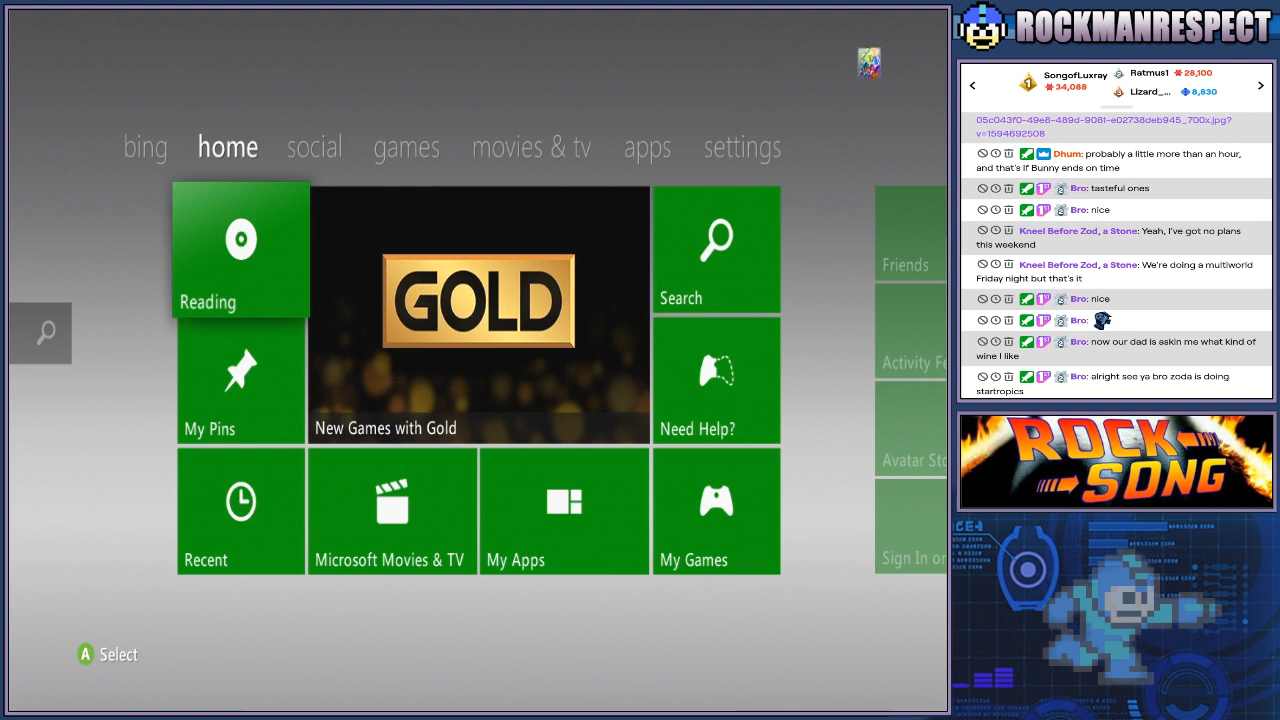 bing home social games movies & tv apps settings
Reading
GOLD
New Games with Gold
Search
My Pins
Need Help?
Recent
Microsoft Movies & TV
My Apps
My Games
Friends
Activity Fe
Avatar Sto
Sign In or
A Select
ROCKMANRESPECT
1 SongofLuxray 34,088
Ratmus1 28,100
Lizard_... 8,830
05c043f0-49e8-489d-9081-e02738deb945_700x.jpg?
v=1594692508
Dhum: probably a little more than an hour,
and that's if Bunny ends on time
Bro: tasteful ones
Bro: nice
Kneel Before Zod, a Stone: Yeah, I've got no plans
this weekend
Kneel Before Zod, a Stone: We're doing a multiworld
Friday night but that's it
Bro: nice
Bro:
Bro: now our dad is askin me what kind of
wine I like
Bro: alright see ya bro zoda is doing
startropics
ROCK
SONG